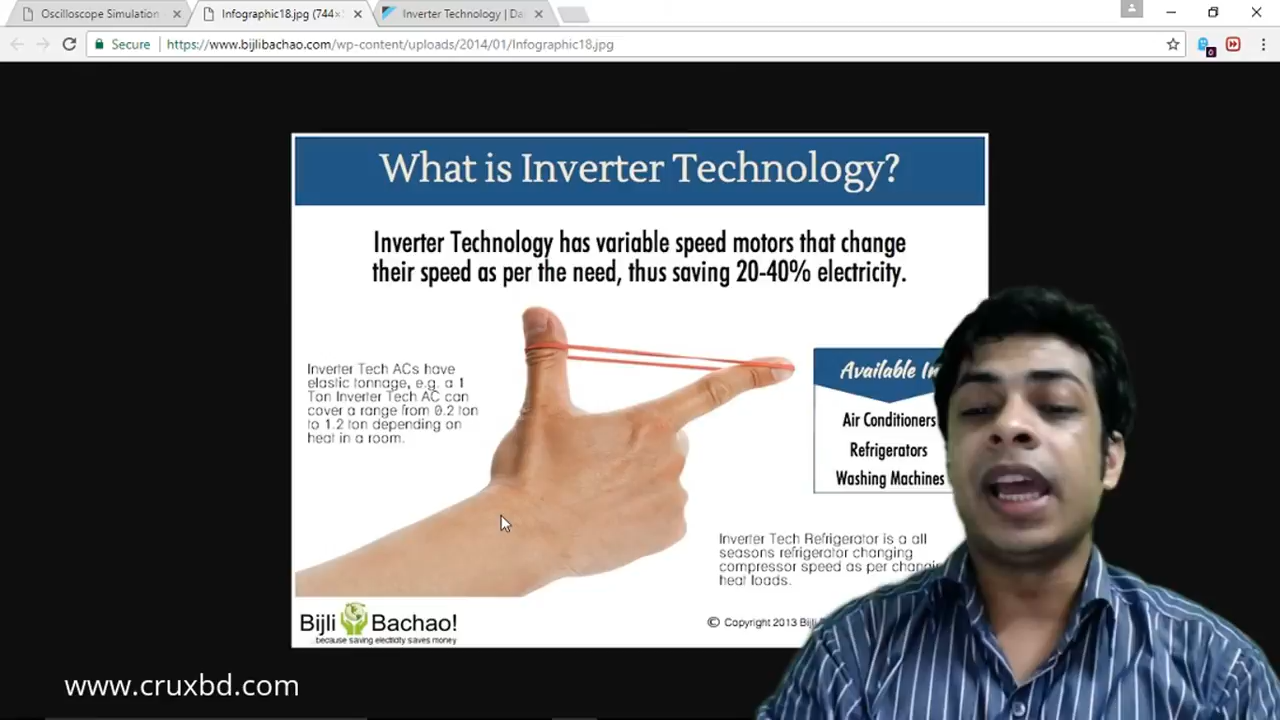 Oscilloscope Simulation
Infographic18.jpg (744×
Inverter Technology | Da
Secure
https://www.bijlibachao.com/wp-content/uploads/2014/01/Infographic18.jpg
0
What is Inverter Technology?
Inverter Technology has variable speed motors that change
their speed as per the need, thus saving 20-40% electricity.
Inverter Tech ACs have
elastic tonnage, e.g. a 1
Ton Inverter Tech AC can
cover a range from 0.2 ton
to 1.2 ton depending on
heat in a room.
Available In
Air Conditioners
Refrigerators
Washing Machines
Inverter Tech Refrigerator is a all
seasons refrigerator changing
compressor speed as per
heat loads.
Bijli Bachao!
because saving electricity saves money
© Copyright 2013
www.cruxbd.com